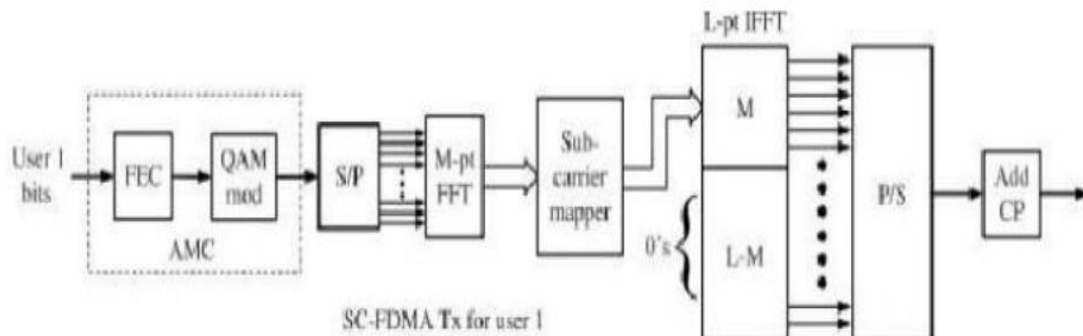 L-pt IFFT
User 1
bits
FEC
QAM
mod
AMC
S/P
M-pt
FFT
Sub-
carrier
mapper
M
0's
L-M
P/S
Add
CP
SC-FDMA Tx for user 1